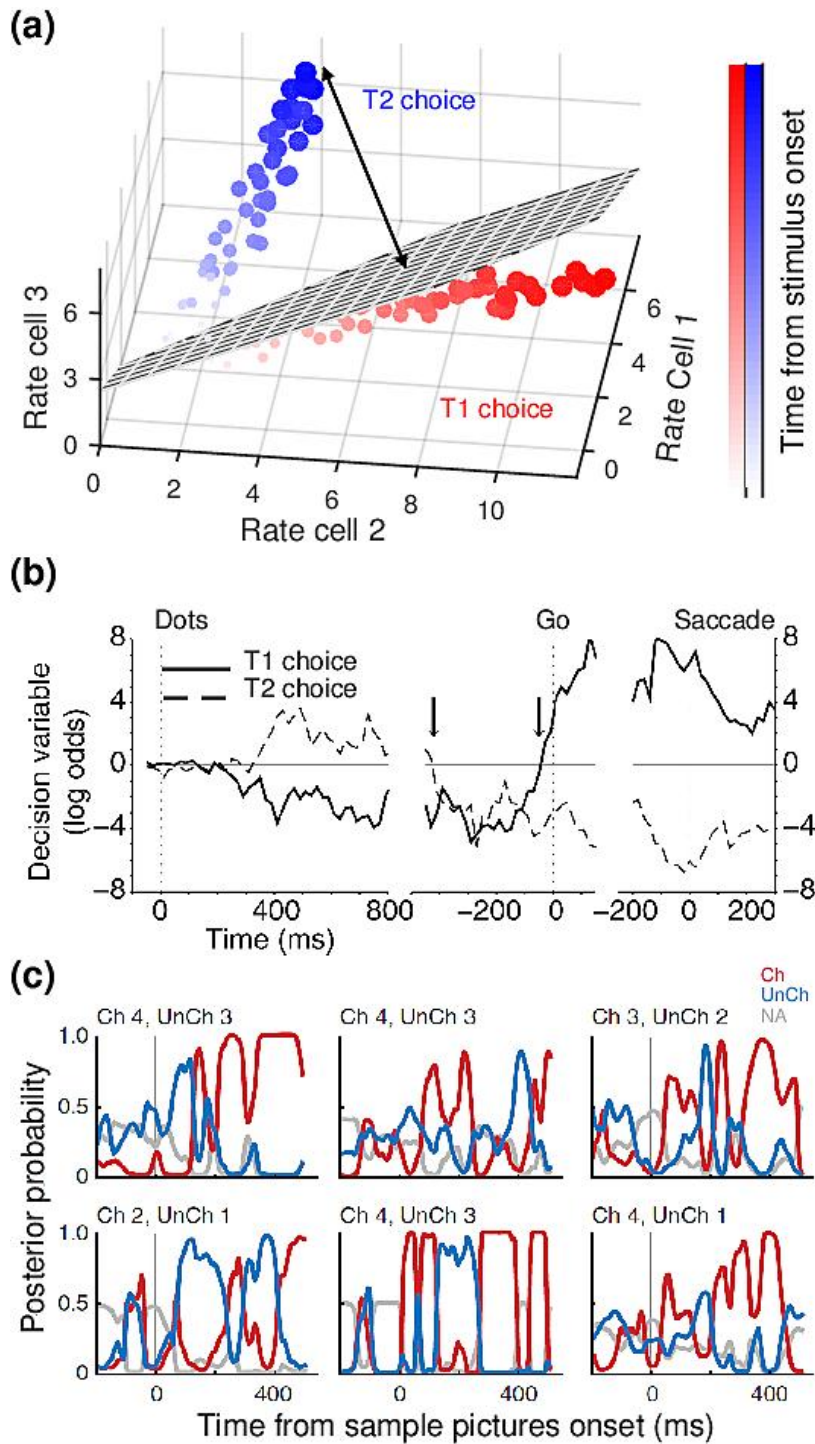 (a)
T2 choice
T1 choice
Rate cell 3
6
3
0
0 2 4 6 8 10
Rate cell 2
0 2 4 6
Rate Cell 1
Time from stimulus onset
(b)
Dots Go Saccade
T1 choice
T2 choice
8 8
4 4
0 0
−4 −4
−8 −8
Decision variable
(log odds)
0 400 800 −200 0 −200 0 200
Time (ms)
(c)
Ch
UnCh
NA
Ch 4, UnCh 3 Ch 4, UnCh 3 Ch 3, UnCh 2
1.0
0.5
0
Ch 2, UnCh 1 Ch 4, UnCh 3 Ch 4, UnCh 1
1.0
0.5
0
Posterior probability
0 400 0 400 0 400
Time from sample pictures onset (ms)